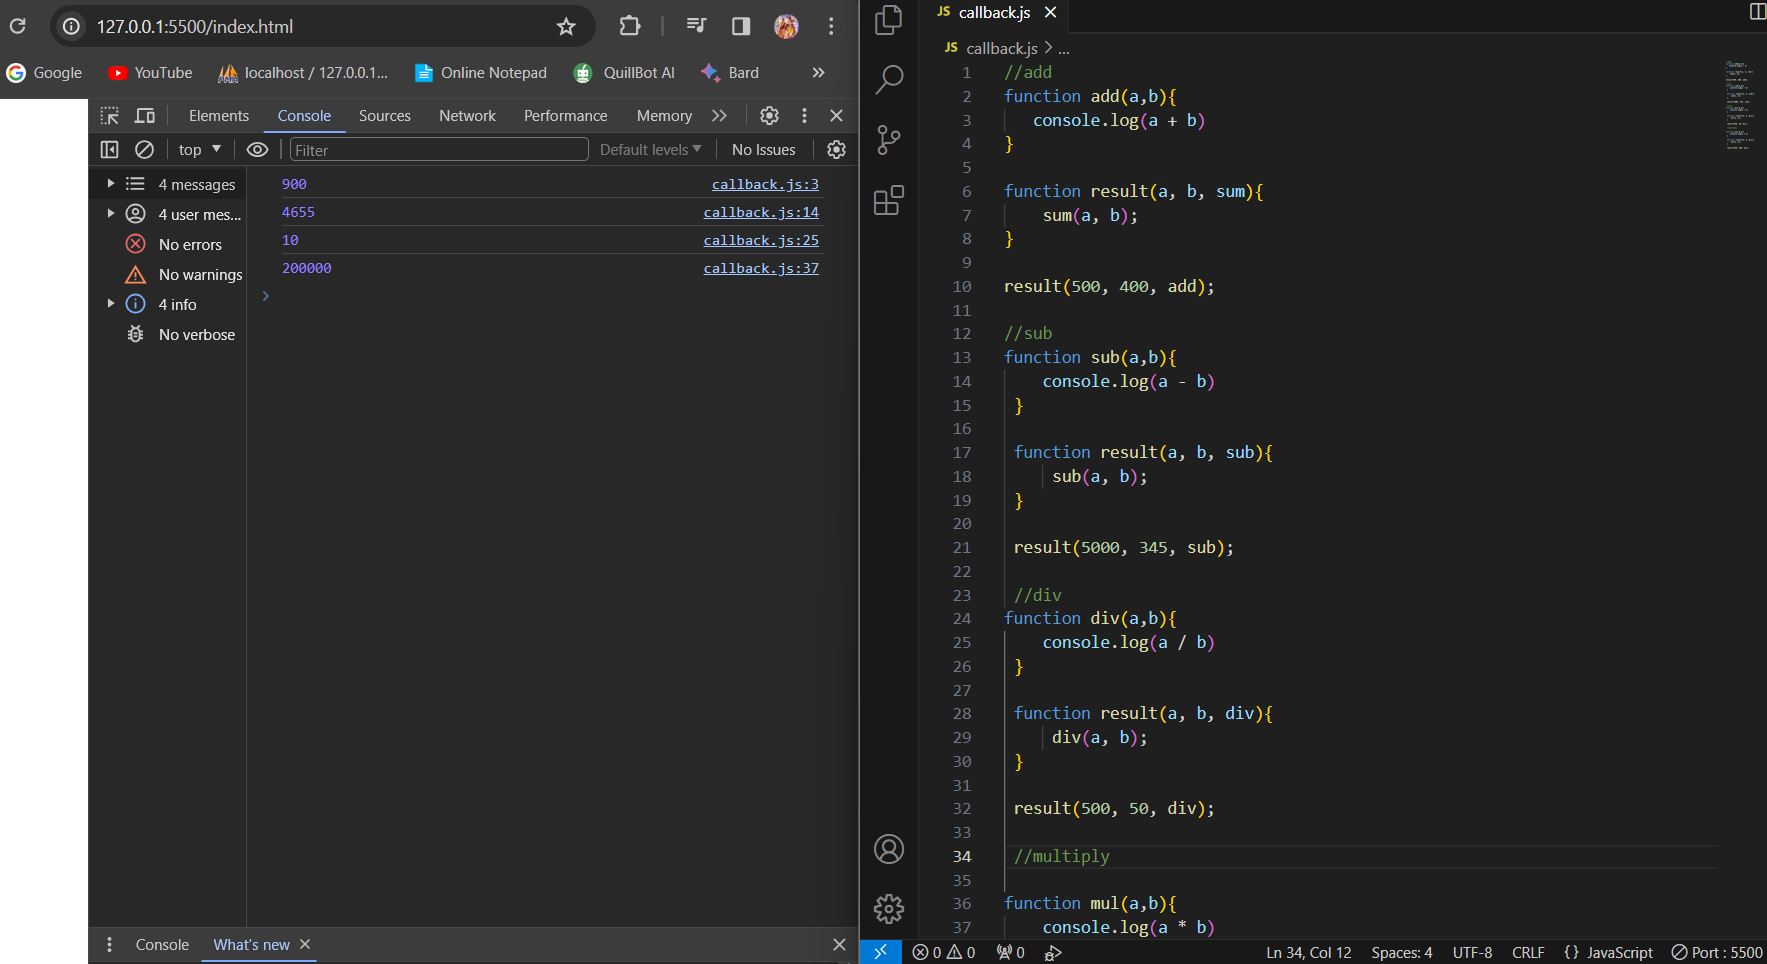 127.0.0.1:5500/index.html
Google YouTube localhost / 127.0.0.1... Online Notepad QuillBot AI Bard
Elements Console Sources Network Performance Memory
top Filter Default levels No Issues
4 messages
4 user mes...
No errors
No warnings
4 info
No verbose
900 callback.js:3
4655 callback.js:14
10 callback.js:25
200000 callback.js:37
>
Console What's new
JS callback.js
JS callback.js > ...
1 //add
2 function add(a,b){
3 console.log(a + b)
4 }
5
6 function result(a, b, sum){
7 sum(a, b);
8 }
9
10 result(500, 400, add);
11
12 //sub
13 function sub(a,b){
14 console.log(a - b)
15 }
16
17 function result(a, b, sub){
18 sub(a, b);
19 }
20
21 result(5000, 345, sub);
22
23 //div
24 function div(a,b){
25 console.log(a / b)
26 }
27
28 function result(a, b, div){
29 div(a, b);
30 }
31
32 result(500, 50, div);
33
34 //multiply
35
36 function mul(a,b){
37 console.log(a * b)
0 0 0 Ln 34, Col 12 Spaces: 4 UTF-8 CRLF {} JavaScript Port : 5500